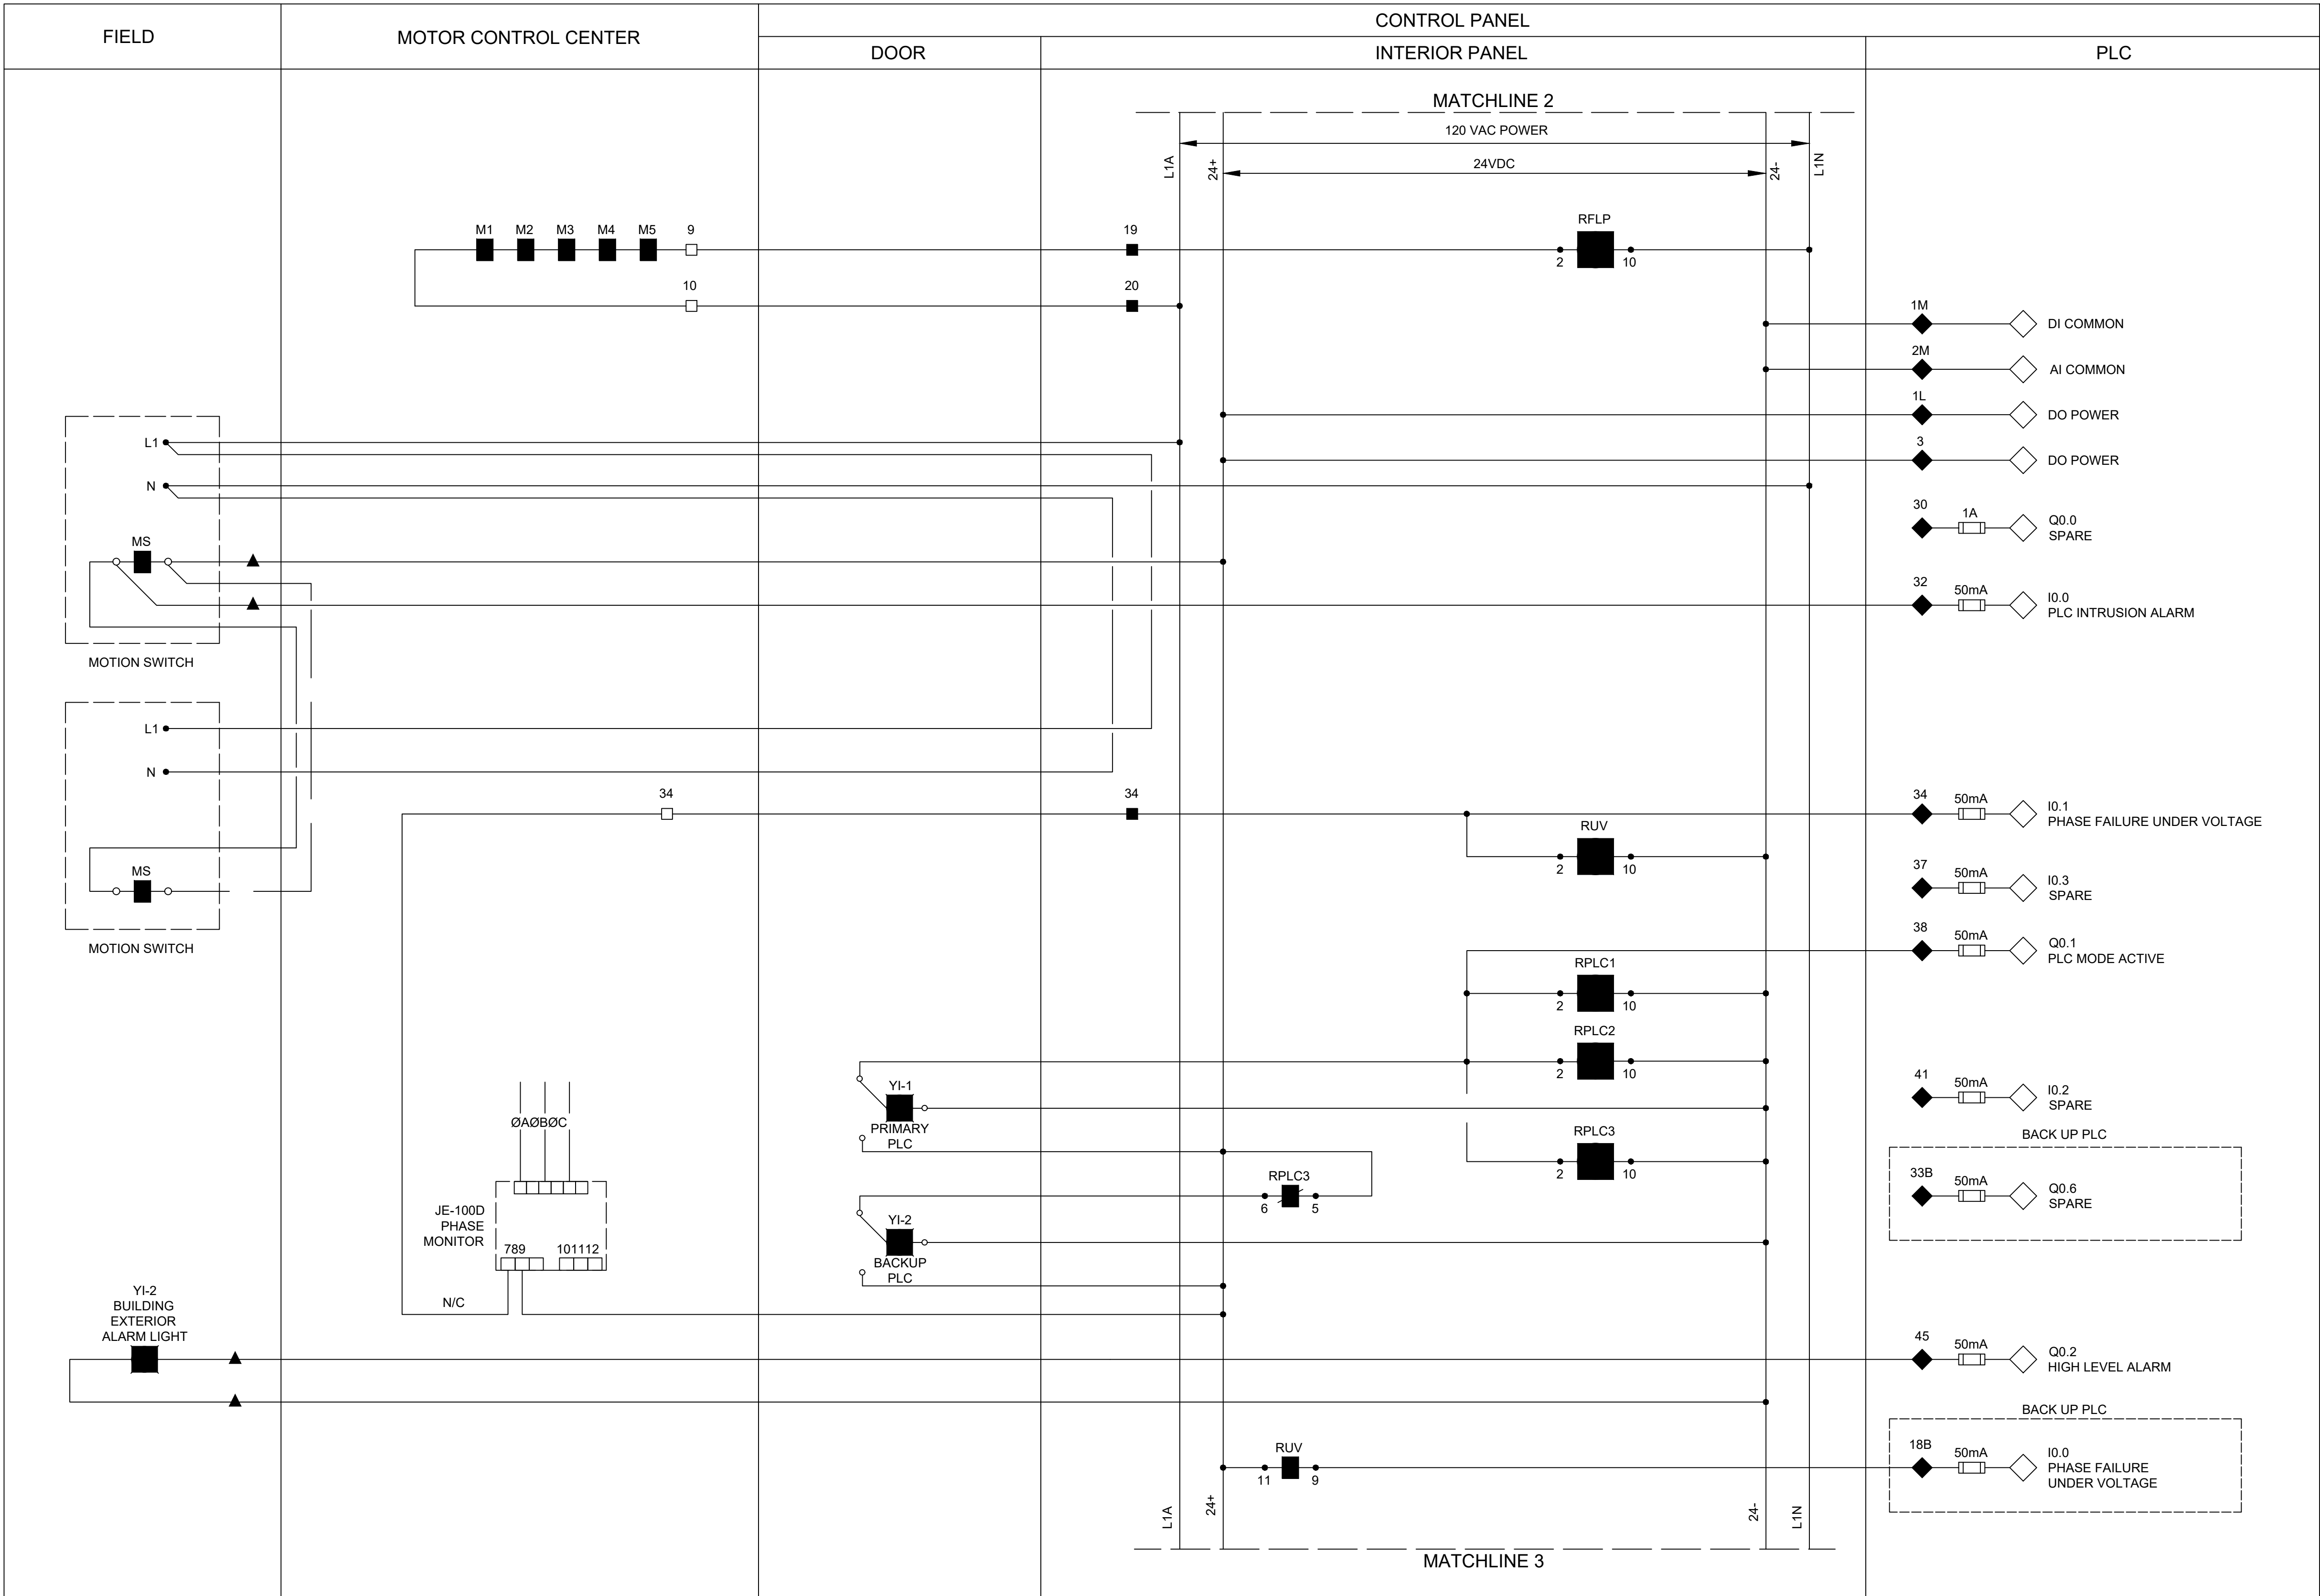 FIELD
MOTOR CONTROL CENTER
CONTROL PANEL
DOOR
INTERIOR PANEL
PLC
MATCHLINE 2
120 VAC POWER
24VDC
L1A
24+
24-
L1N
M1 M2 M3 M4 M5 9
19
RFLP
2 10
10
20
1M
DI COMMON
2M
AI COMMON
1L
DO POWER
3
DO POWER
L1
N
MS
MOTION SWITCH
30
1A
Q0.0
SPARE
32
50mA
I0.0
PLC INTRUSION ALARM
L1
N
MS
MOTION SWITCH
34
34
34
50mA
I0.1
PHASE FAILURE UNDER VOLTAGE
RUV
2 10
37
50mA
I0.3
SPARE
38
50mA
Q0.1
PLC MODE ACTIVE
RPLC1
2 10
RPLC2
2 10
YI-1
PRIMARY
PLC
41
50mA
I0.2
SPARE
ØAØBØC
RPLC3
2 10
BACK UP PLC
33B
50mA
Q0.6
SPARE
RPLC3
6 5
JE-100D
PHASE
MONITOR
789 101112
YI-2
BACKUP
PLC
N/C
YI-2
BUILDING
EXTERIOR
ALARM LIGHT
45
50mA
Q0.2
HIGH LEVEL ALARM
BACK UP PLC
18B
50mA
I0.0
PHASE FAILURE
UNDER VOLTAGE
RUV
11 9
L1A
24+
24-
L1N
MATCHLINE 3